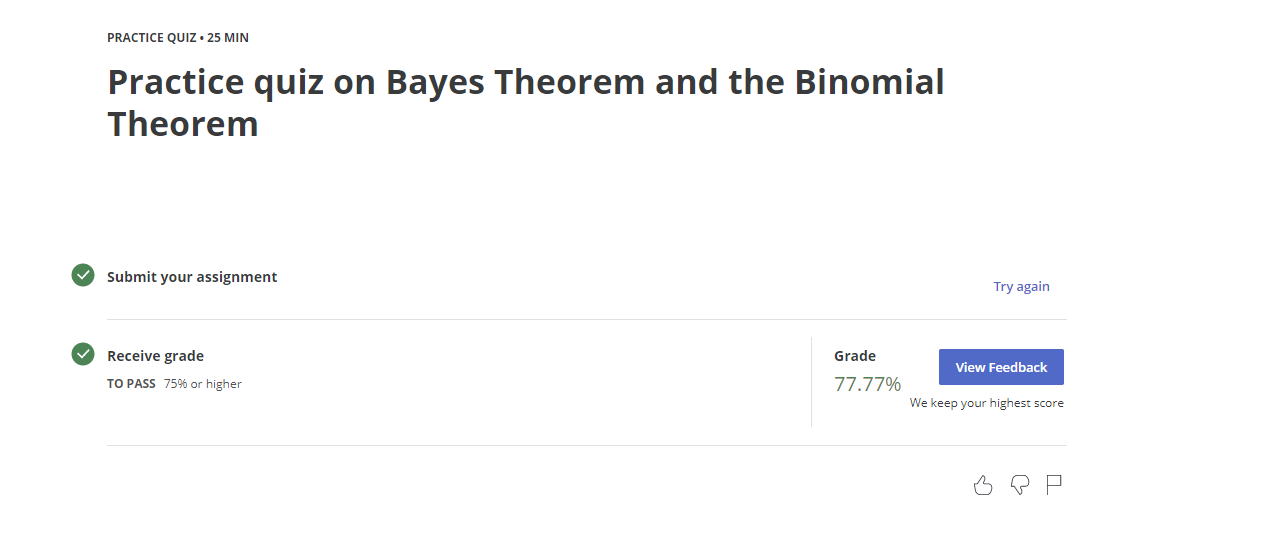 PRACTICE QUIZ • 25 MIN
Practice quiz on Bayes Theorem and the Binomial
Theorem
Submit your assignment
Try again
Receive grade
TO PASS 75% or higher
Grade
77.77%
View Feedback
We keep your highest score